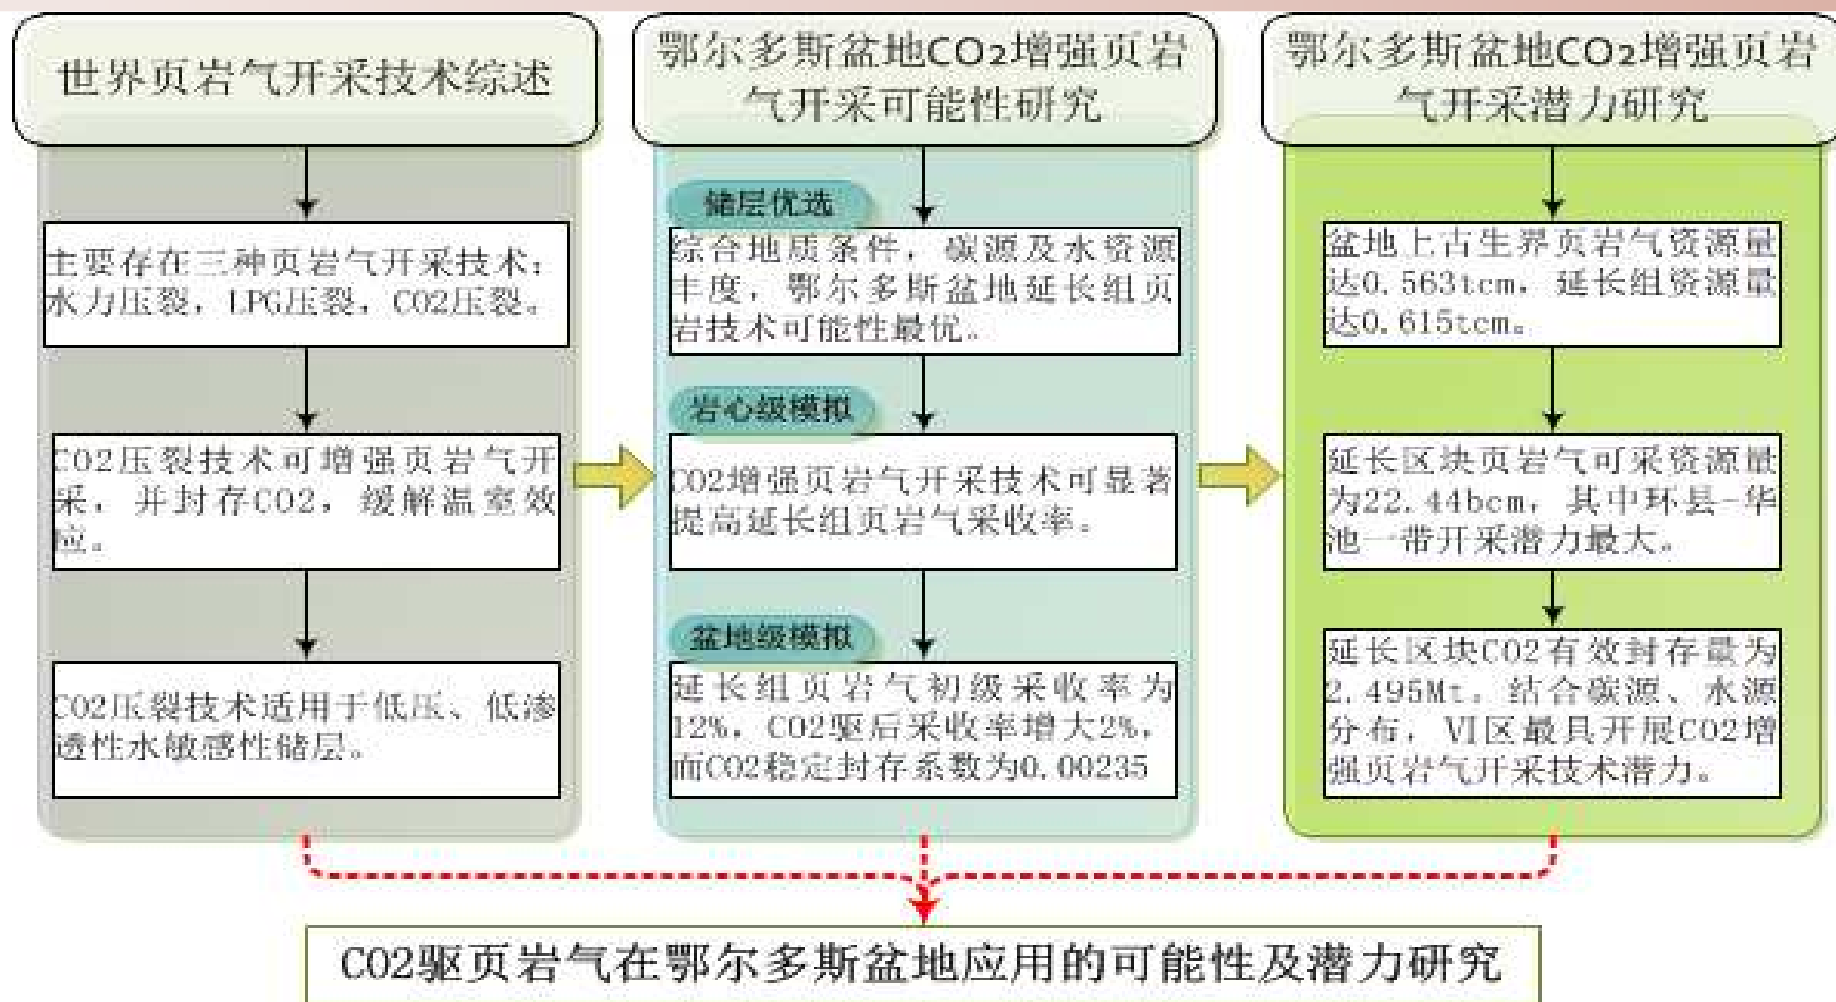 世界页岩气开采技术综述
主要存在三种页岩气开采技术:
水力压裂，LPG压裂，CO2压裂。
CO2压裂技术可增强页岩气开
采，并封存CO2，缓解温室效
应。
CO2压裂技术适用于低压、低渗
透性水敏感性储层。
鄂尔多斯盆地CO2增强页岩
气开采可能性研究
储层优选
综合地质条件，碳源及水资源
丰度，鄂尔多斯盆地延长组页
岩技术可能性最优。
岩心级模拟
CO2增强页岩气开采技术可显著
提高延长组页岩气采收率。
盆地级模拟
延长组页岩气初级采收率为
12%，CO2驱后采收率增大2%，
而CO2稳定封存系数为0.00235
鄂尔多斯盆地CO2增强页岩
气开采潜力研究
盆地上古生界页岩气资源量
达0.563tcm，延长组资源量
达0.615tcm。
延长区块页岩气可采资源量
为22.44bcm，其中环县-华
池一带开采潜力最大。
延长区块CO2有效封存量为
2.495Mt。结合碳源、水源
分布，VI区最具开展CO2增
强页岩气开采技术潜力。
CO2驱页岩气在鄂尔多斯盆地应用的可能性及潜力研究